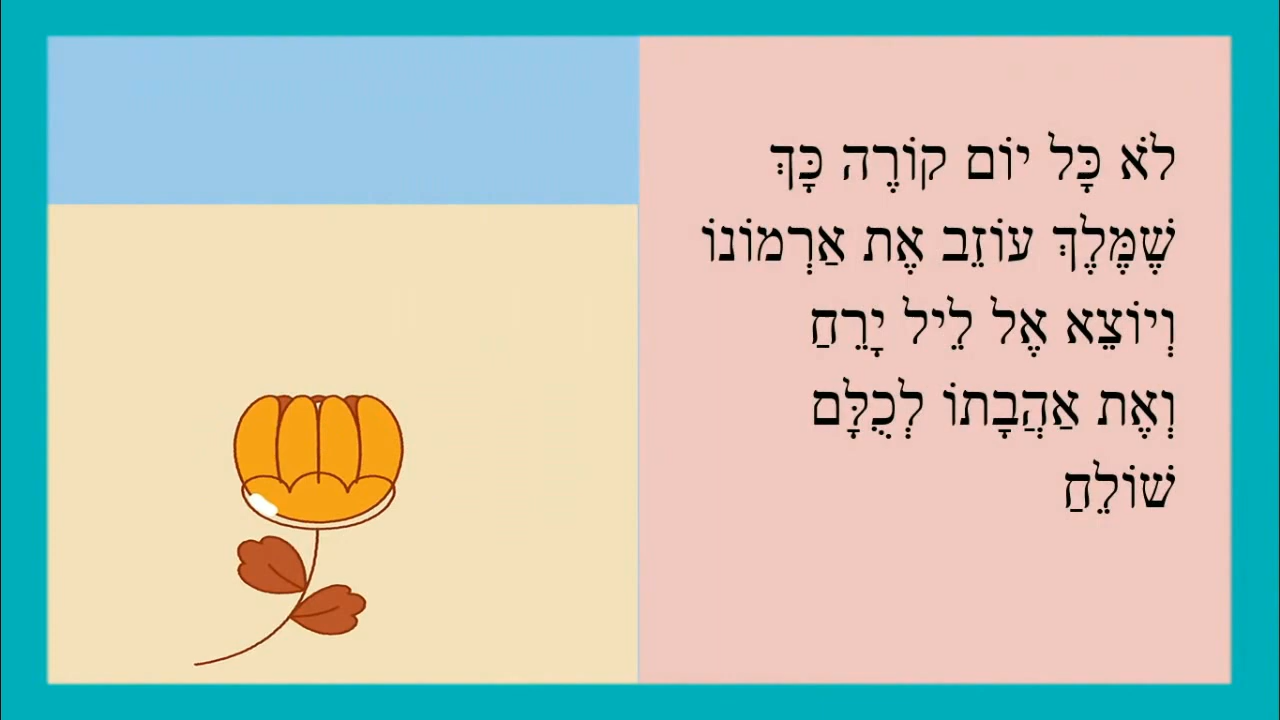 לֹא כָּל יוֹם קוֹרֶה כָּךְ
שֶׁמֶּלֶךְ עוֹזֵב אֶת אַרְמוֹנוֹ
וְיוֹצֵא אֶל לֵיל יָרֵחַ
וְאֶת אַהֲבָתוֹ לְכֻלָּם
שׁוֹלֵחַ